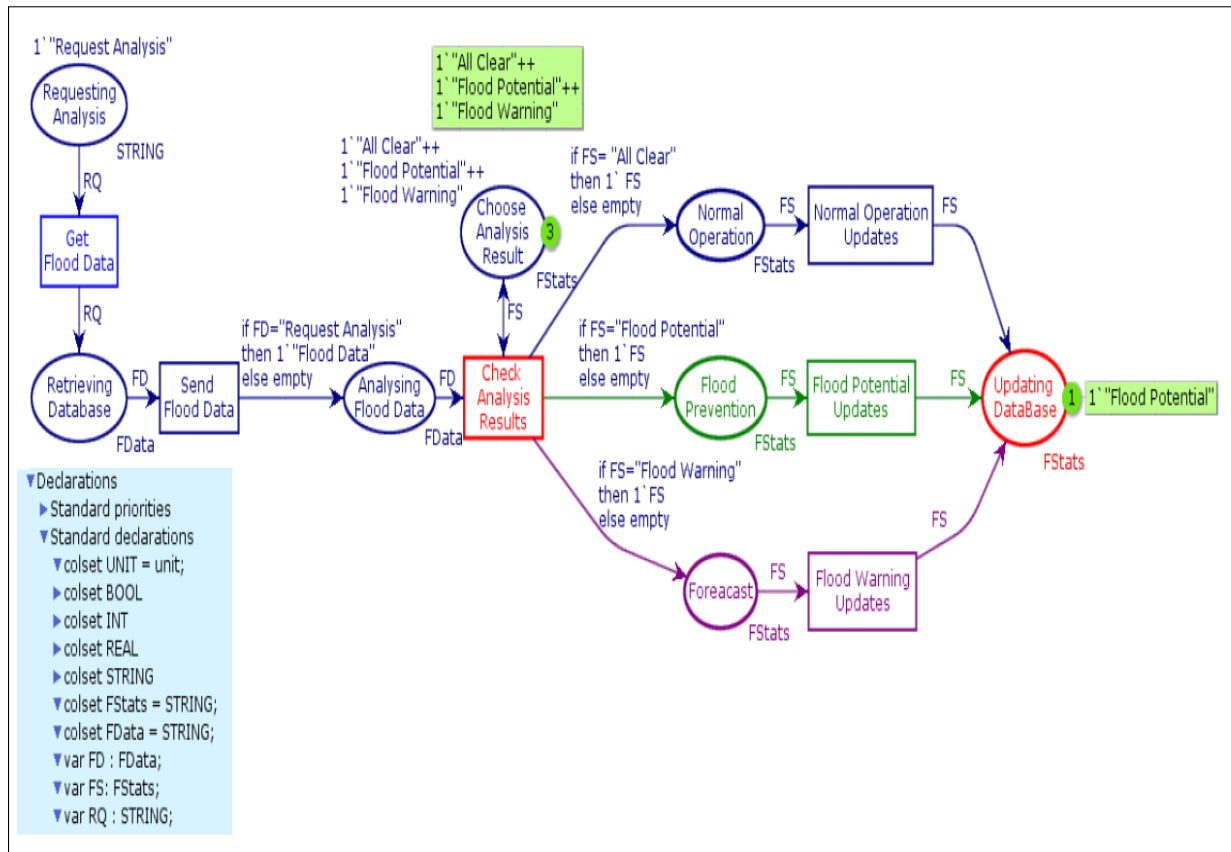 1`"Request Analysis"
Requesting
Analysis
STRING
RQ
Get
Flood Data
RQ
Retrieving
Database
FD
FData
Send
Flood Data
if FD="Request Analysis"
then 1`"Flood Data"
else empty
Analysing
Flood Data
FD
FData
1`"All Clear"++
1`"Flood Potential"++
1`"Flood Warning"
1`"All Clear"++
1`"Flood Potential"++
1`"Flood Warning"
Choose
Analysis
Result
3
FStats
FS
Check
Analysis
Results
if FS= "All Clear"
then 1` FS
else empty
Normal
Operation
FStats
FS
Normal Operation
Updates
FS
if FS="Flood Potential"
then 1`FS
else empty
Flood
Prevention
FStats
FS
Flood Potential
Updates
FS
if FS="Flood Warning"
then 1`FS
else empty
Foreacast
FStats
FS
Flood Warning
Updates
FS
Updating
DataBase
1
1`"Flood Potential"
FStats
Declarations
Standard priorities
Standard declarations
colset UNIT = unit;
colset BOOL
colset INT
colset REAL
colset STRING
colset FStats = STRING;
colset FData = STRING;
var FD : FData;
var FS: FStats;
var RQ : STRING;